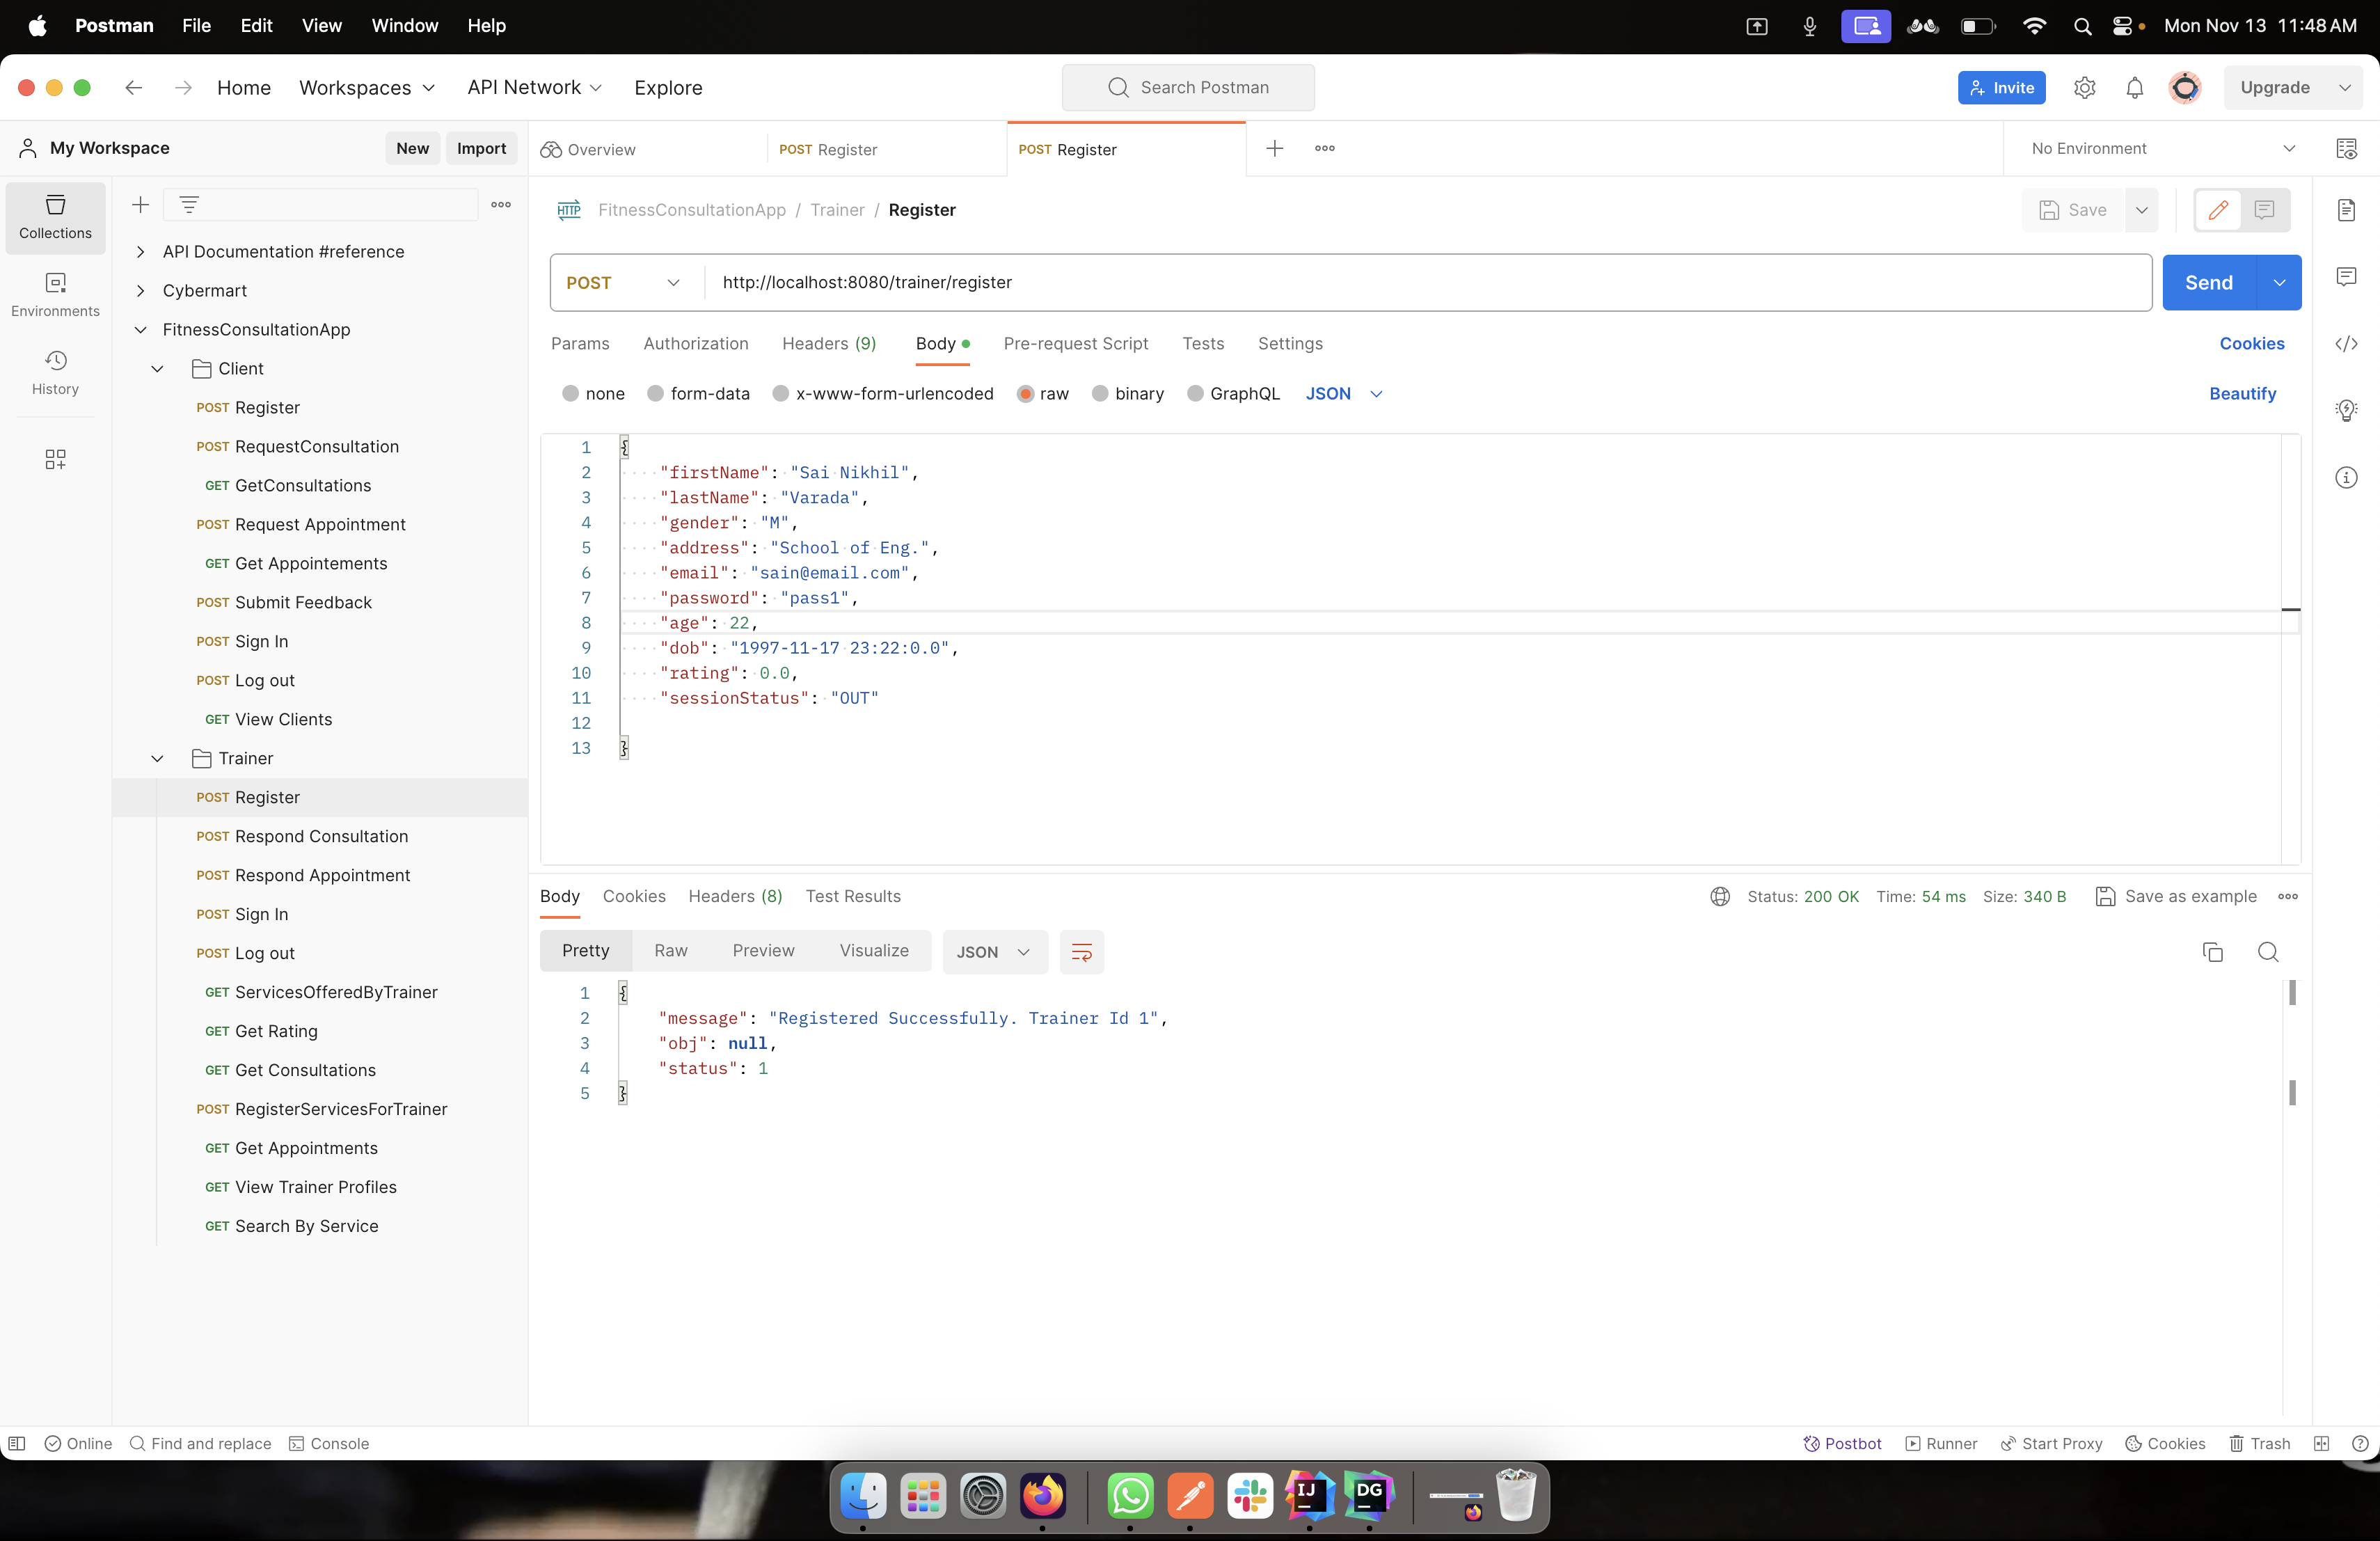 Postman File Edit View Window Help Mon Nov 13 11:48 AM
Home Workspaces API Network Explore Search Postman Invite Upgrade
My Workspace New Import Overview POST Register POST Register No Environment
Collections
Environments
History
API Documentation #reference
Cybermart
FitnessConsultationApp
Client
POST Register
POST RequestConsultation
GET GetConsultations
POST Request Appointment
GET Get Appointements
POST Submit Feedback
POST Sign In
POST Log out
GET View Clients
Trainer
POST Register
POST Respond Consultation
POST Respond Appointment
POST Sign In
POST Log out
GET ServicesOfferedByTrainer
GET Get Rating
GET Get Consultations
POST RegisterServicesForTrainer
GET Get Appointments
GET View Trainer Profiles
GET Search By Service
HTTP FitnessConsultationApp / Trainer / Register Save
POST http://localhost:8080/trainer/register Send
Params Authorization Headers (9) Body Pre-request Script Tests Settings Cookies
none form-data x-www-form-urlencoded raw binary GraphQL JSON Beautify
1 {
2 "firstName": "Sai Nikhil",
3 "lastName": "Varada",
4 "gender": "M",
5 "address": "School of Eng.",
6 "email": "sain@email.com",
7 "password": "pass1",
8 "age": 22,
9 "dob": "1997-11-17 23:22:0.0",
10 "rating": 0.0,
11 "sessionStatus": "OUT"
12
13 }
Body Cookies Headers (8) Test Results Status: 200 OK Time: 54 ms Size: 340 B Save as example
Pretty Raw Preview Visualize JSON
1 {
2 "message": "Registered Successfully. Trainer Id 1",
3 "obj": null,
4 "status": 1
5 }
Online Find and replace Console Postbot Runner Start Proxy Cookies Trash
IJ DG